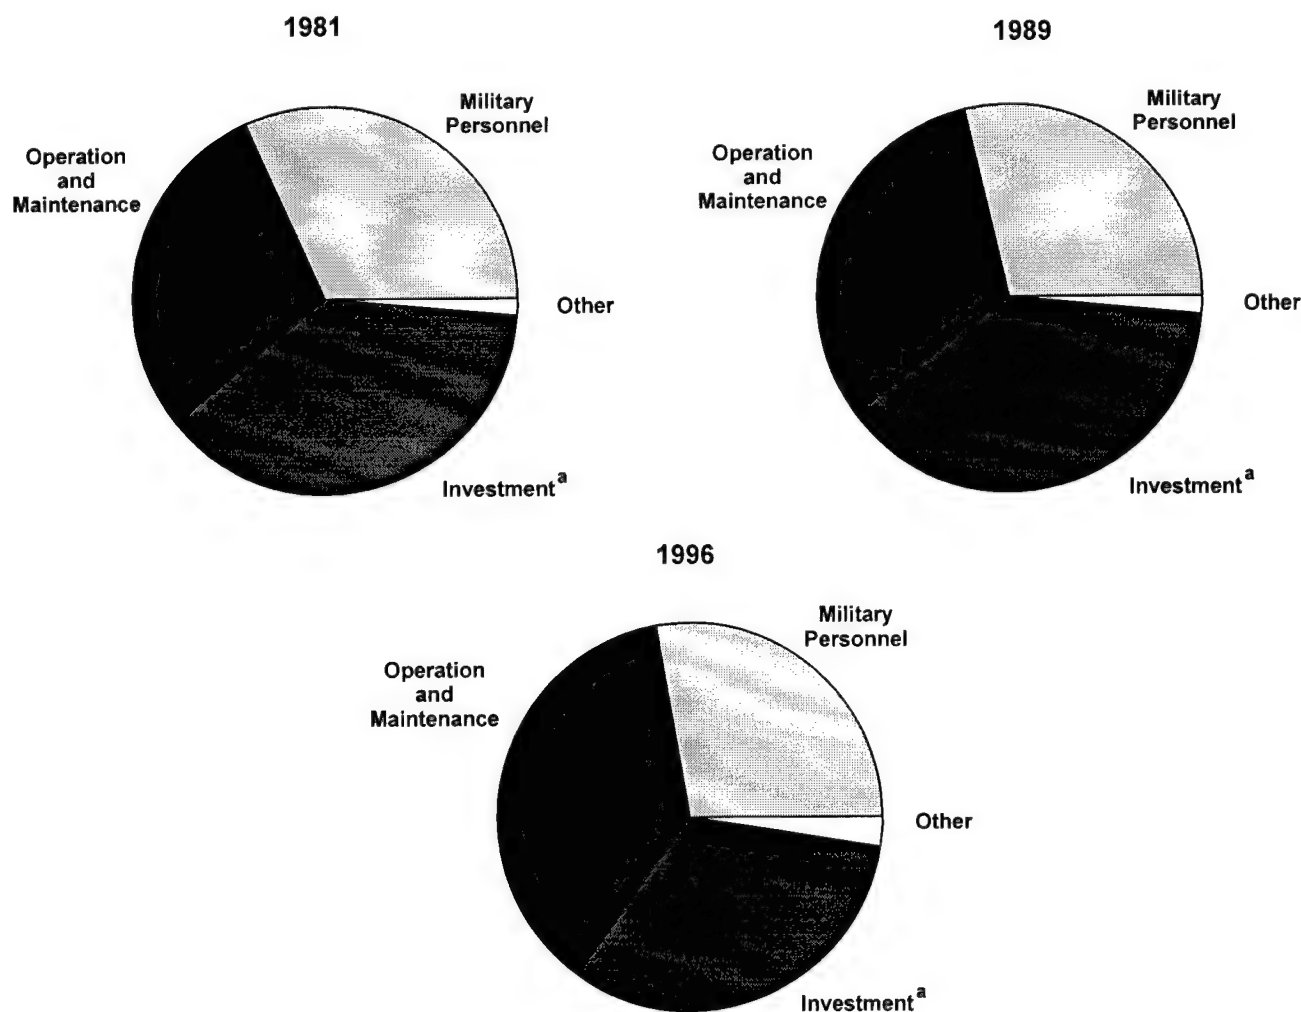 1981
Military
Personnel
Operation
and
Maintenance
Other
Investment a
1989
Military
Personnel
Operation
and
Maintenance
Other
Investment a
1996
Military
Personnel
Operation
and
Maintenance
Other
Investment a